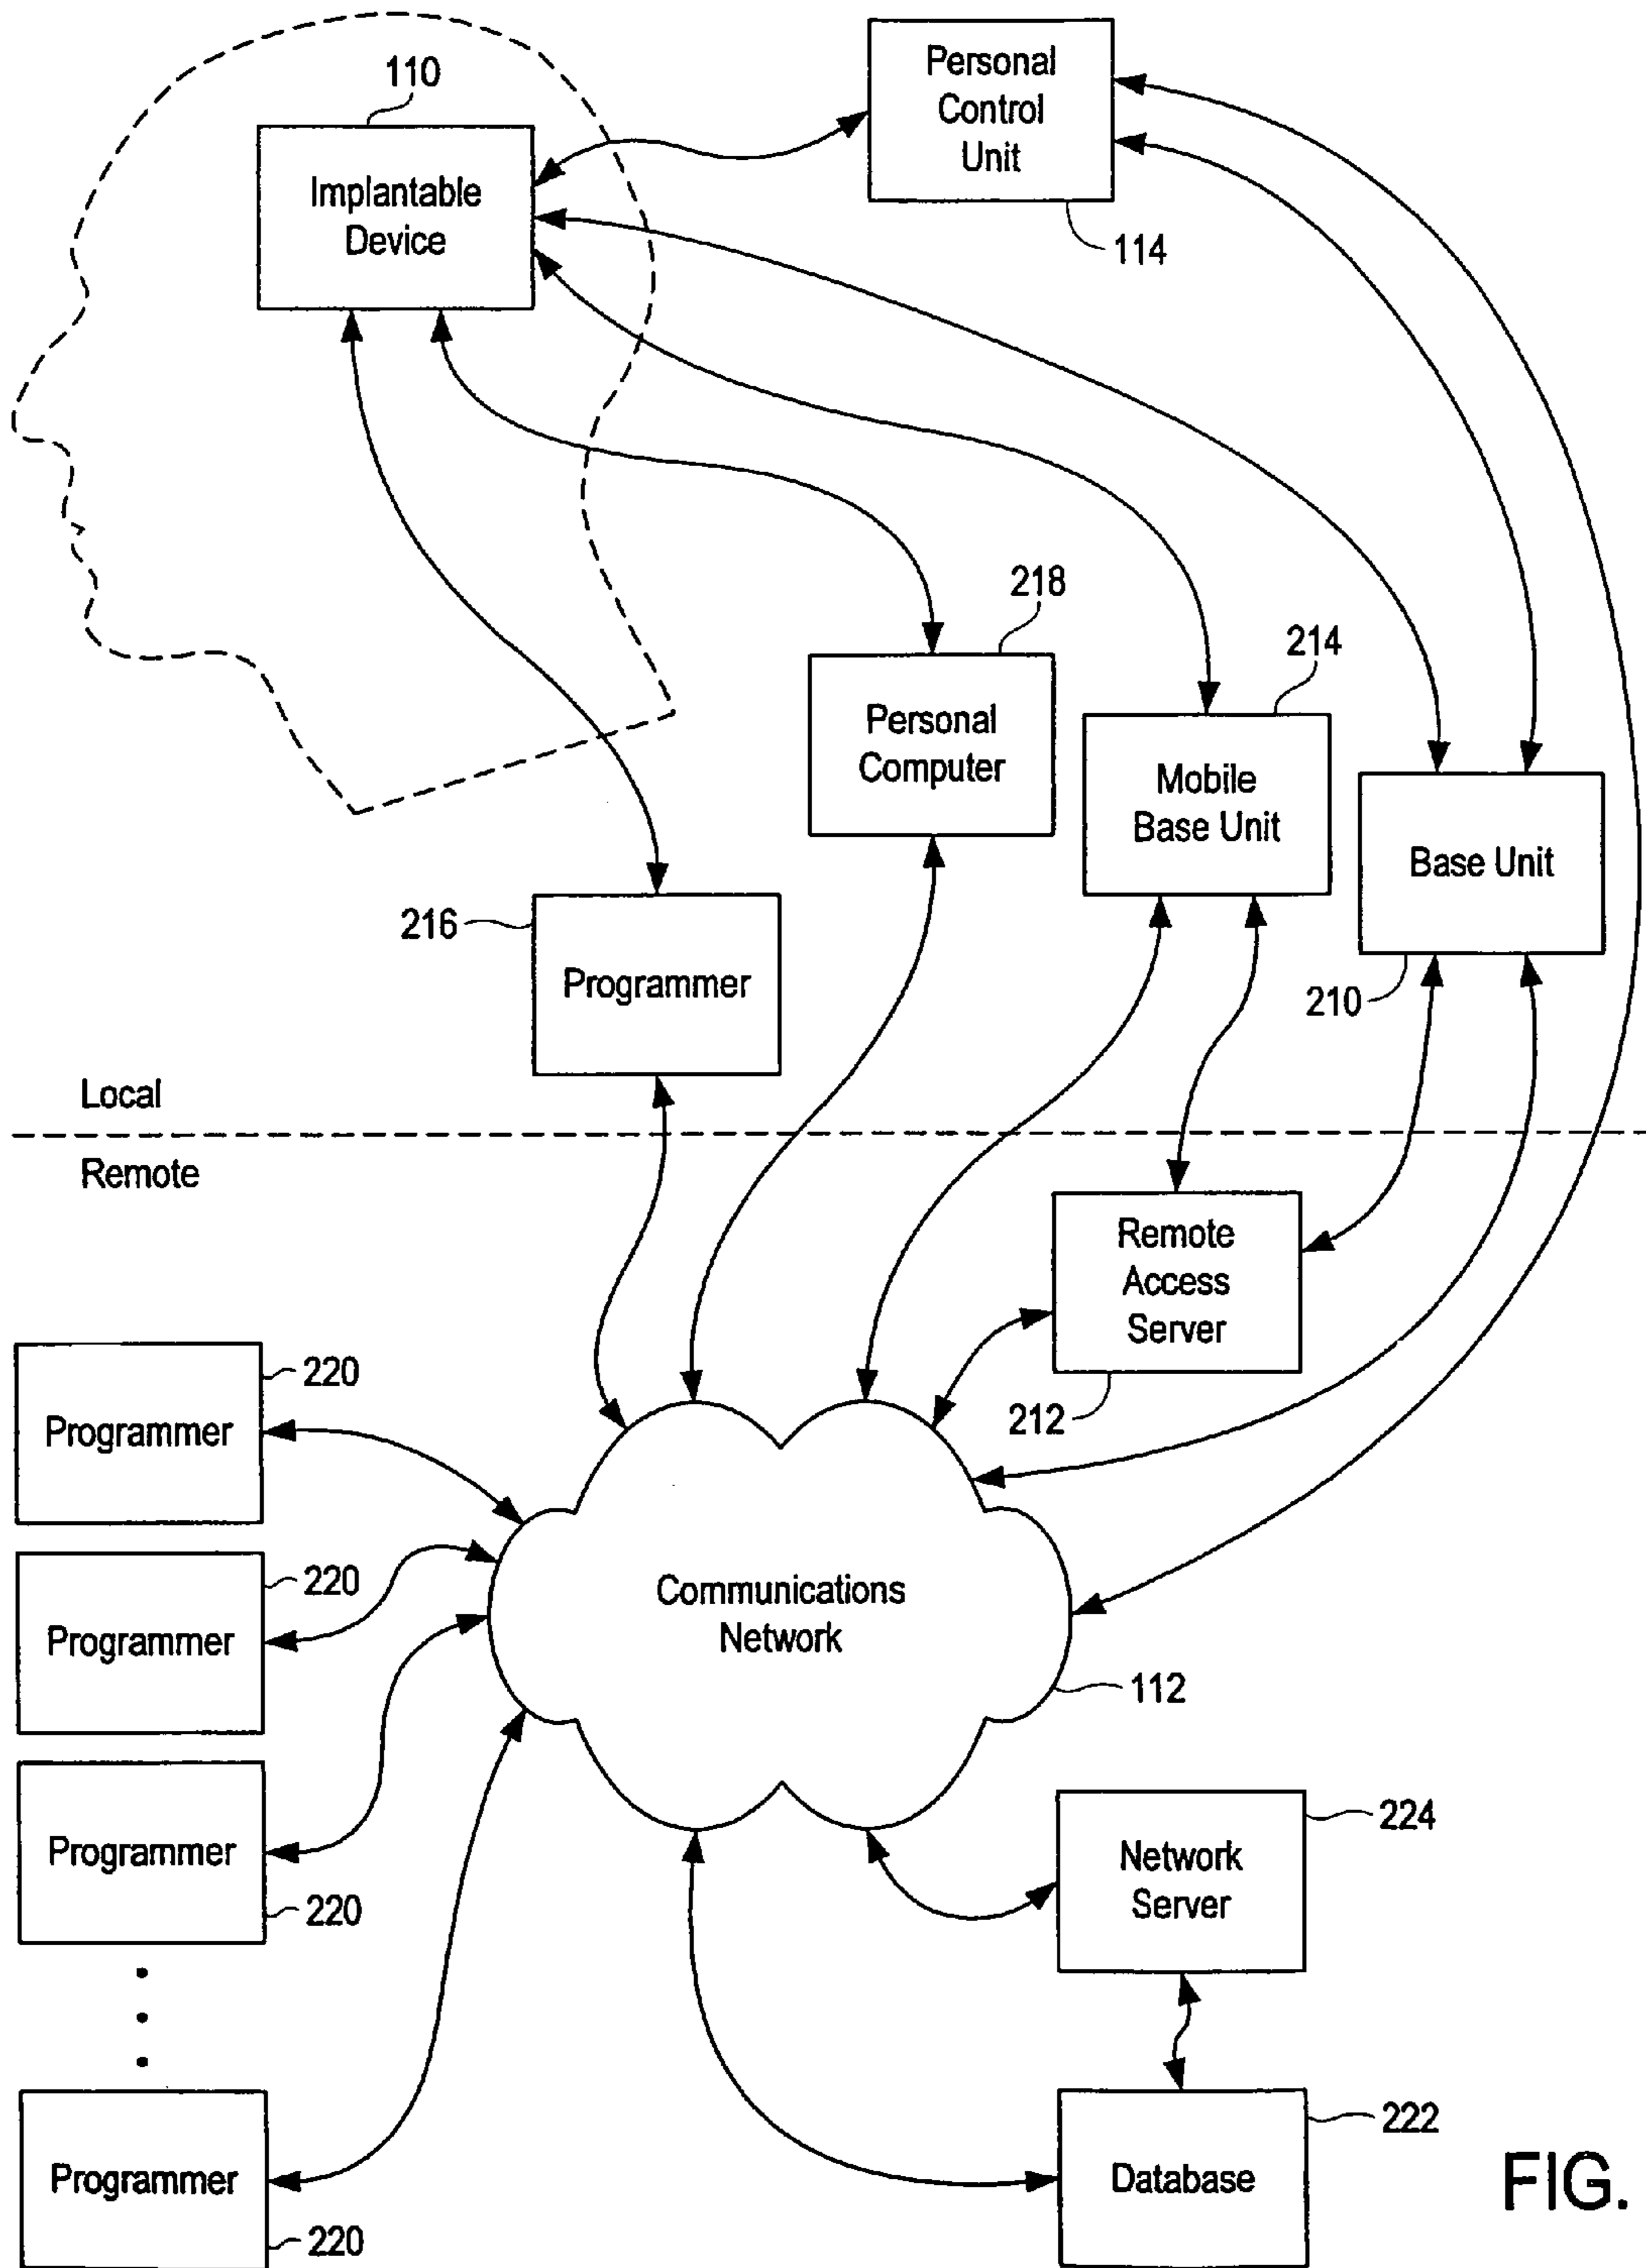 110
Personal
Control
Unit
Implantable
Device
114
218
214
Personal
Computer
Mobile
Base Unit
Base Unit
216
Programmer
210
Local
Remote
Remote
Access
Server
220
Programmer
212
220
Programmer
Communications
Network
112
Programmer
220
224
Network
Server
222
Programmer
Database
220
FIG.